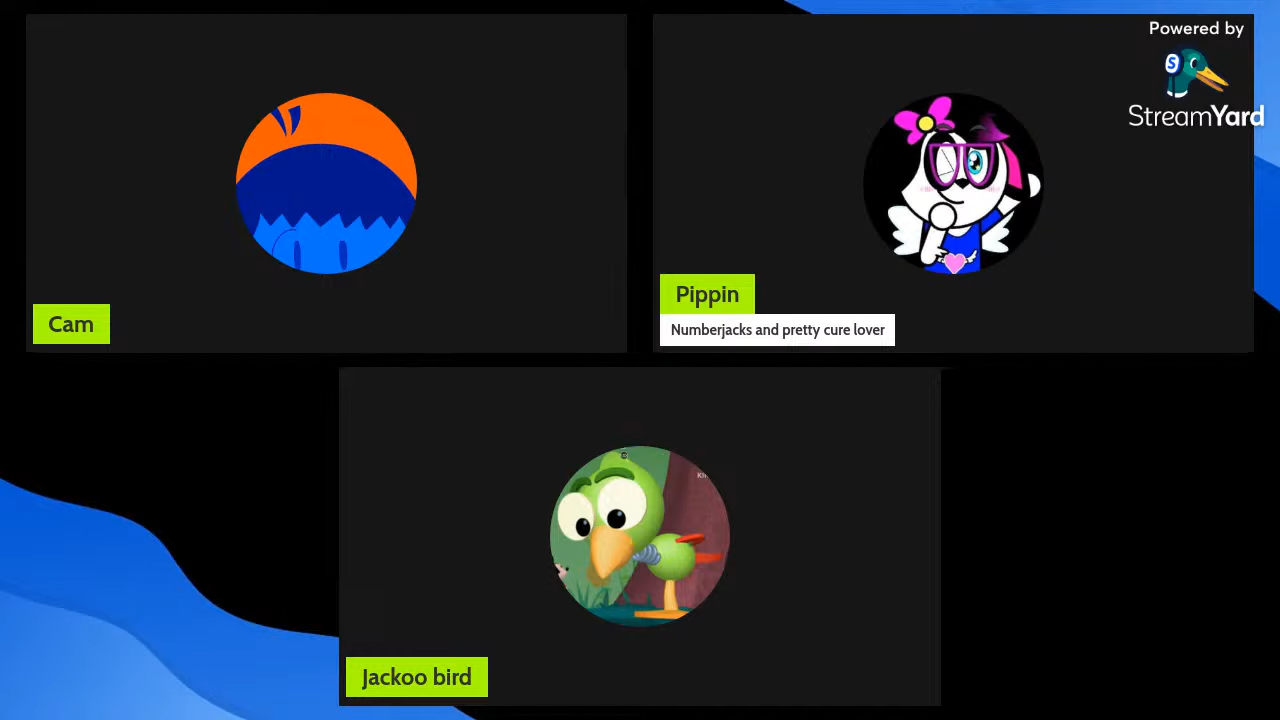 Powered by
S
StreamYard
Cam
Pippin
Numberjacks and pretty cure lover
Jackoo bird